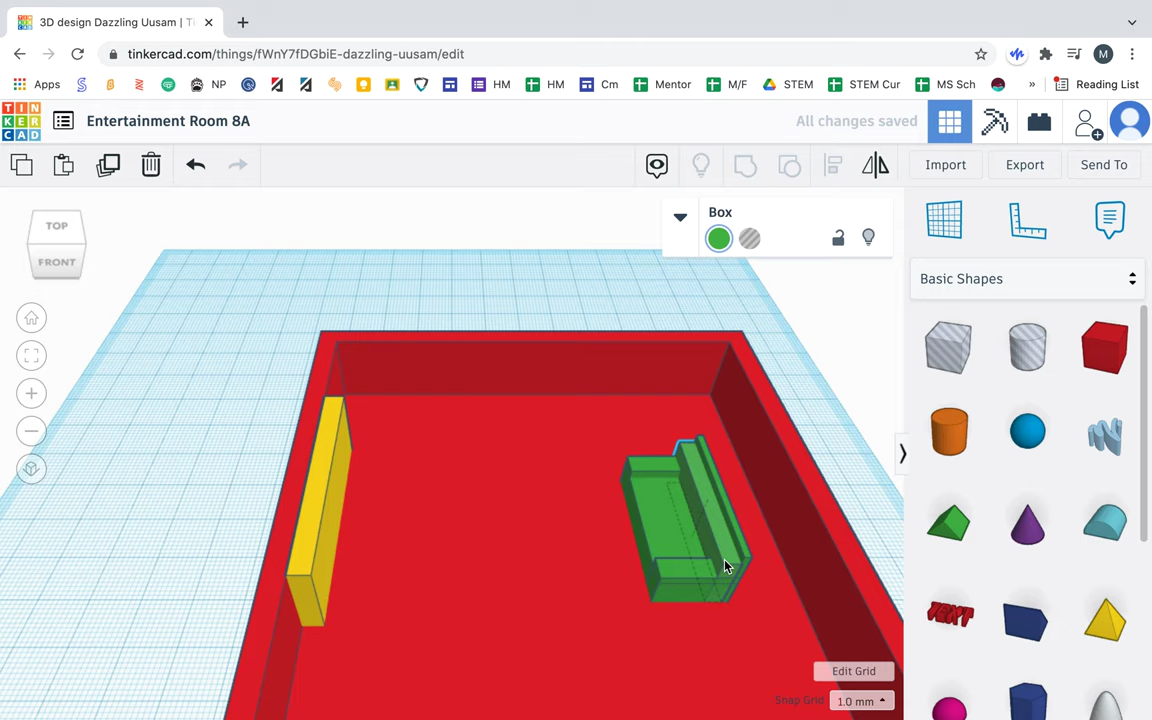 3D design Dazzling Uusam | Ti
tinkercad.com/things/fWnY7fDGbiE-dazzling-uusam/edit
M
Apps NP HM HM Cm Mentor M/F STEM STEM Cur MS Sch » Reading List
TIN
KER
CAD
Entertainment Room 8A
All changes saved
Import Export Send To
TOP
FRONT
Box
Basic Shapes
TEXT
Edit Grid
Snap Grid 1.0 mm